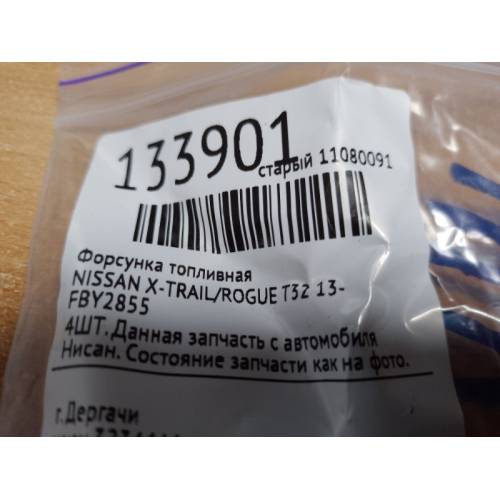 133901
старый 11080091
Форсунка топливная
NISSAN X-TRAIL/ROGUE T32 13-
FBY2855
4ШТ. Данная запчасть с автомобиля
Нисан. Состояние запчасти как на фото.
г. Дергачи